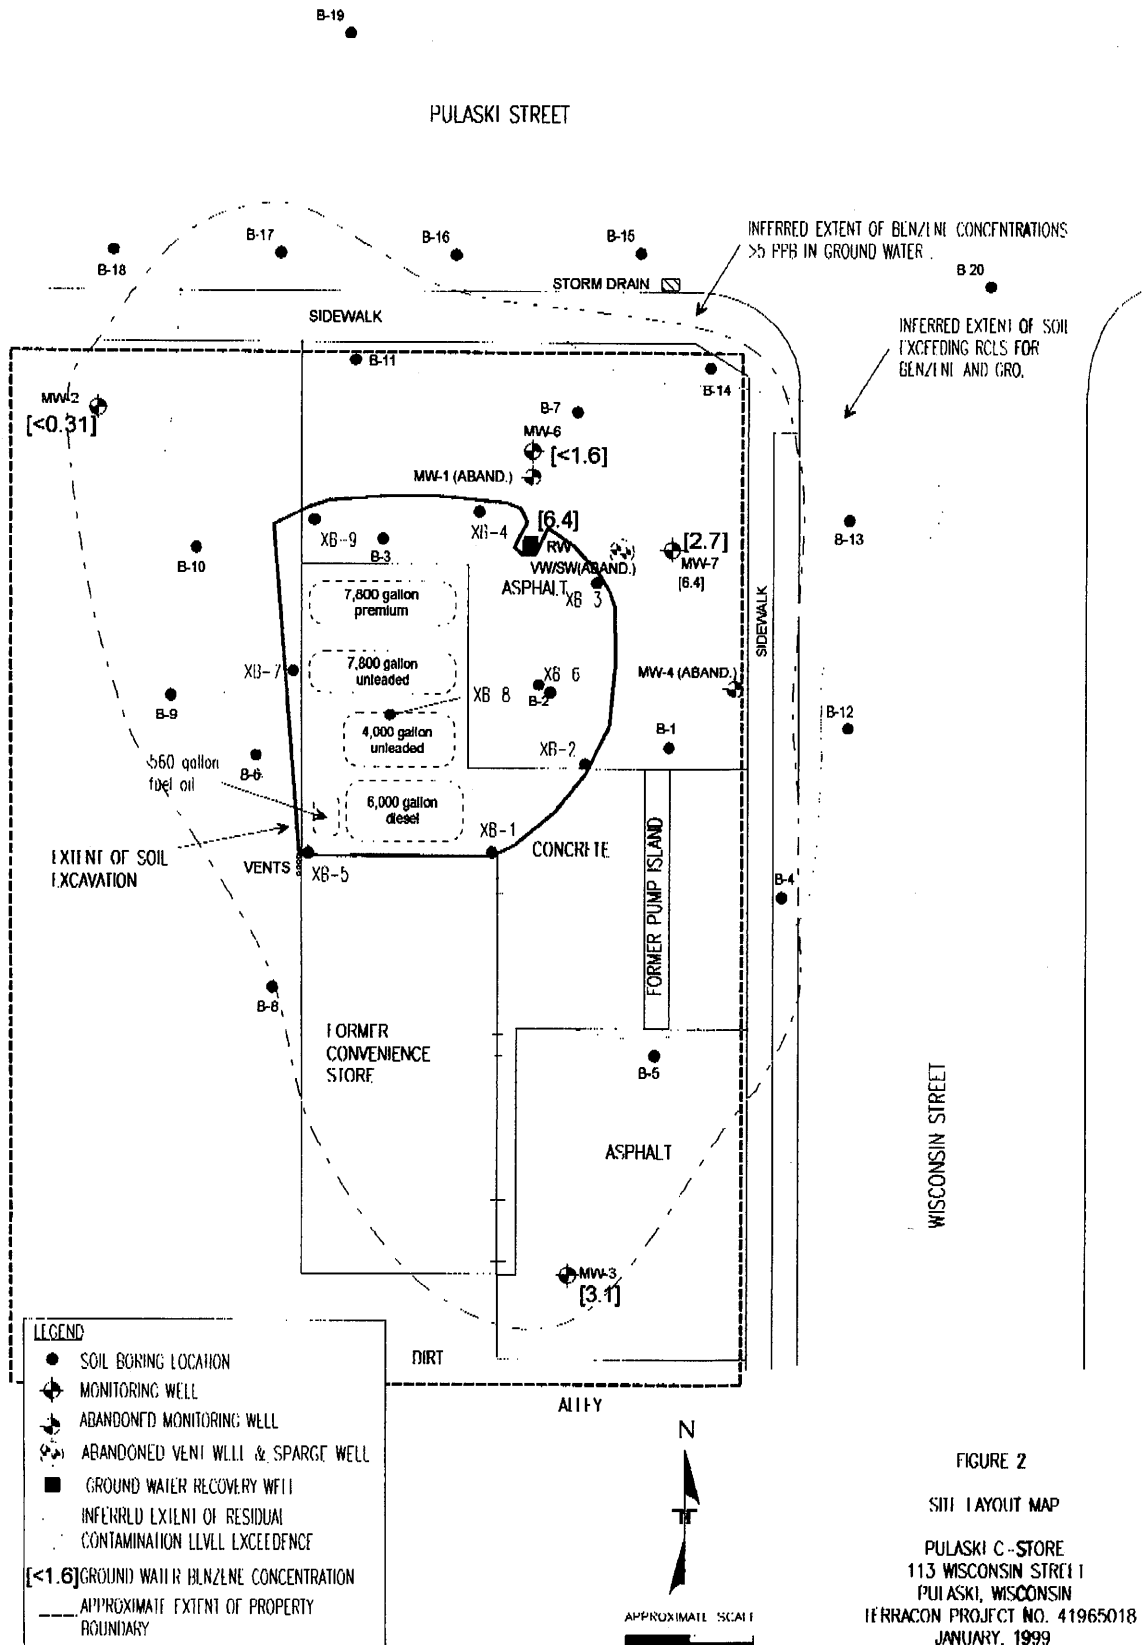 B-19
PULASKI STREET
B-17
B-16
B-15
B-18
STORM DRAIN
SIDEWALK
INFERRED EXTENT OF BENZENE CONCENTRATIONS
>5 PPB IN GROUND WATER
B 20
INFERRED EXTENT OF SOIL
EXCEEDING RCLS FOR
BENZENE AND GRO.
B-11
B-14
MW-2
[<0.31]
B-7
MW-6
[<1.6]
MW-1 (ABAND.)
XB-9
B-3
XB-4
[6.4]
RW
VW/SW(ABAND.)
ASPHALT
XB 3
[2.7]
MW-7
[6.4]
B-13
B-10
7,800 gallon
premium
SIDEWALK
XB-7
7,800 gallon
unleaded
XB 8
XB 6
B-2
MW-4 (ABAND.)
B-9
4,000 gallon
unleaded
B-12
B-1
XB-2
B-6
560 gallon
fuel oil
6,000 gallon
diesel
XB-1
CONCRETE
EXTENT OF SOIL
EXCAVATION
VENTS
XB-5
FORMER PUMP ISLAND
B-4
B-8
FORMER
CONVENIENCE
STORE
B-5
ASPHALT
WISCONSIN STREET
MW-3
[3.1]
DIRT
ALLEY
LEGEND
SOIL BORING LOCATION
MONITORING WELL
ABANDONED MONITORING WELL
ABANDONED VENT WELL & SPARGE WELL
GROUND WATER RECOVERY WELL
INFERRED EXTENT OF RESIDUAL
CONTAMINATION LEVEL EXCEEDENCE
[<1.6] GROUND WATER BENZENE CONCENTRATION
APPROXIMATE EXTENT OF PROPERTY
BOUNDARY
N
APPROXIMATE SCALE
FIGURE 2
SITE LAYOUT MAP
PULASKI C-STORE
113 WISCONSIN STREET
PULASKI, WISCONSIN
TERRACON PROJECT NO. 41965018
JANUARY, 1999